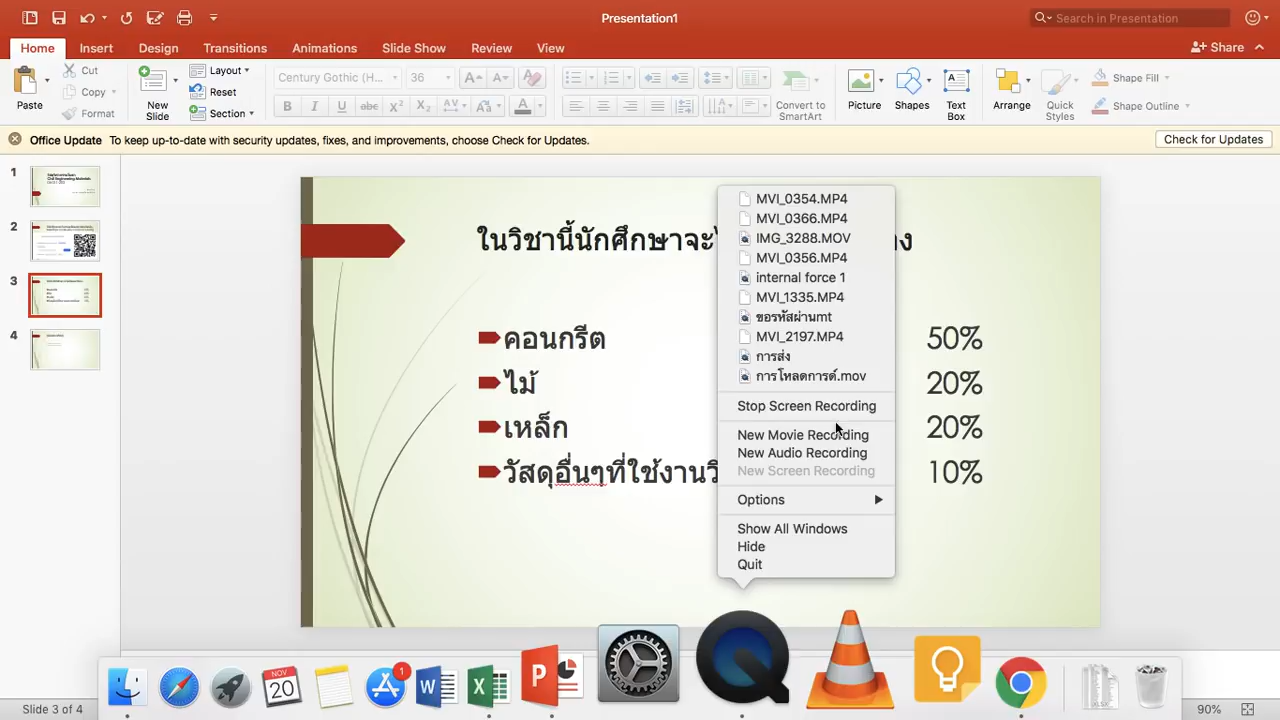 Presentation1
Search in Presentation
Home Insert Design Transitions Animations Slide Show Review View
Share
Paste
Cut
Copy
Format
New Slide
Layout
Reset
Section
Century Gothic (H... 36
Convert to SmartArt
Picture
Shapes
Text Box
Arrange
Quick Styles
Shape Fill
Shape Outline
Office Update To keep up-to-date with security updates, fixes, and improvements, choose Check for Updates.
Check for Updates
1
2
3
4
ในวิชานี้นักศึกษาจะ
คอนกรีต 50%
ไม้ 20%
เหล็ก 20%
วัสดุอื่นๆที่ใช้งานวิ 10%
MVI_0354.MP4
MVI_0366.MP4
IMG_3288.MOV
MVI_0356.MP4
internal force 1
MVI_1335.MP4
ขอรหัสผ่านmt
MVI_2197.MP4
การส่ง
การโหลดการ์ด.mov
Stop Screen Recording
New Movie Recording
New Audio Recording
New Screen Recording
Options
Show All Windows
Hide
Quit
NOV
20
1
Slide 3 of 4
90%